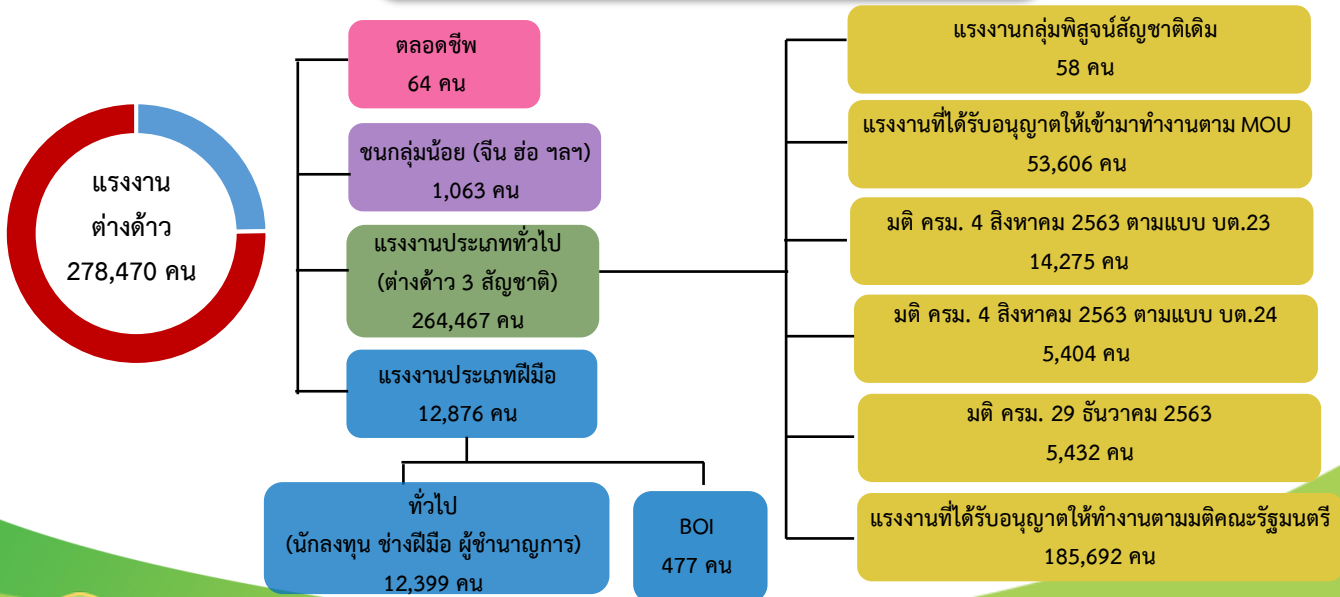 แรงงาน
ต่างด้าว
278,470 คน
ตลอดชีพ
64 คน
ชนกลุ่มน้อย (จีน ฮ่อ ฯลฯ)
1,063 คน
แรงงานประเภททั่วไป
(ต่างด้าว 3 สัญชาติ)
264,467 คน
แรงงานประเภทฝีมือ
12,876 คน
ทั่วไป
(นักลงทุน ช่างฝีมือ ผู้ชำนาญการ)
12,399 คน
BOI
477 คน
แรงงานกลุ่มพิสูจน์สัญชาติเดิม
58 คน
แรงงานที่ได้รับอนุญาตให้เข้ามาทำงานตาม MOU
53,606 คน
มติ ครม. 4 สิงหาคม 2563 ตามแบบ บต.23
14,275 คน
มติ ครม. 4 สิงหาคม 2563 ตามแบบ บต.24
5,404 คน
มติ ครม. 29 ธันวาคม 2563
5,432 คน
แรงงานที่ได้รับอนุญาตให้ทำงานตามมติคณะรัฐมนตรี
185,692 คน